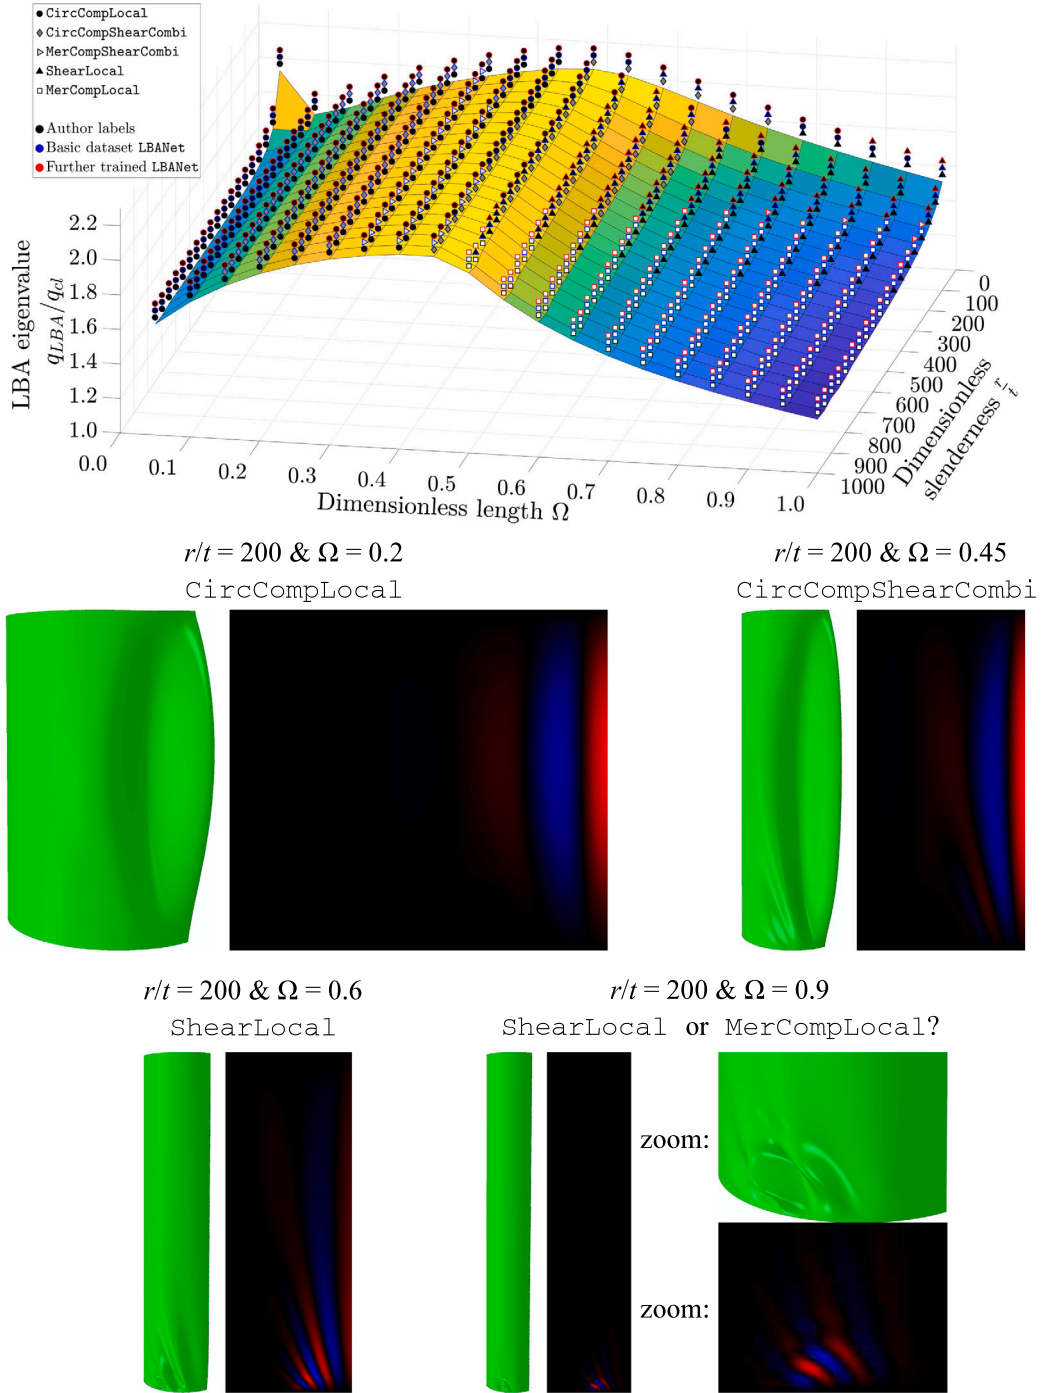 CircCompLocal
CircCompShearCombi
MerCompShearCombi
ShearLocal
MerCompLocal
Author labels
Basic dataset LBANet
Further trained LBANet
LBA eigenvalue
q_{LBA}/q_{cl}
2.2
2.0
1.8
1.6
1.4
1.2
1.0
0.0
0.1
0.2
0.3
0.4
0.5
0.6
0.7
0.8
0.9
1.0
Dimensionless length Ω
0
100
200
300
400
500
600
700
800
900
1000
Dimensionless
slenderness r/t
r/t = 200 & Ω = 0.2
CircCompLocal
r/t = 200 & Ω = 0.45
CircCompShearCombi
r/t = 200 & Ω = 0.6
ShearLocal
r/t = 200 & Ω = 0.9
ShearLocal or MerCompLocal?
zoom:
zoom: